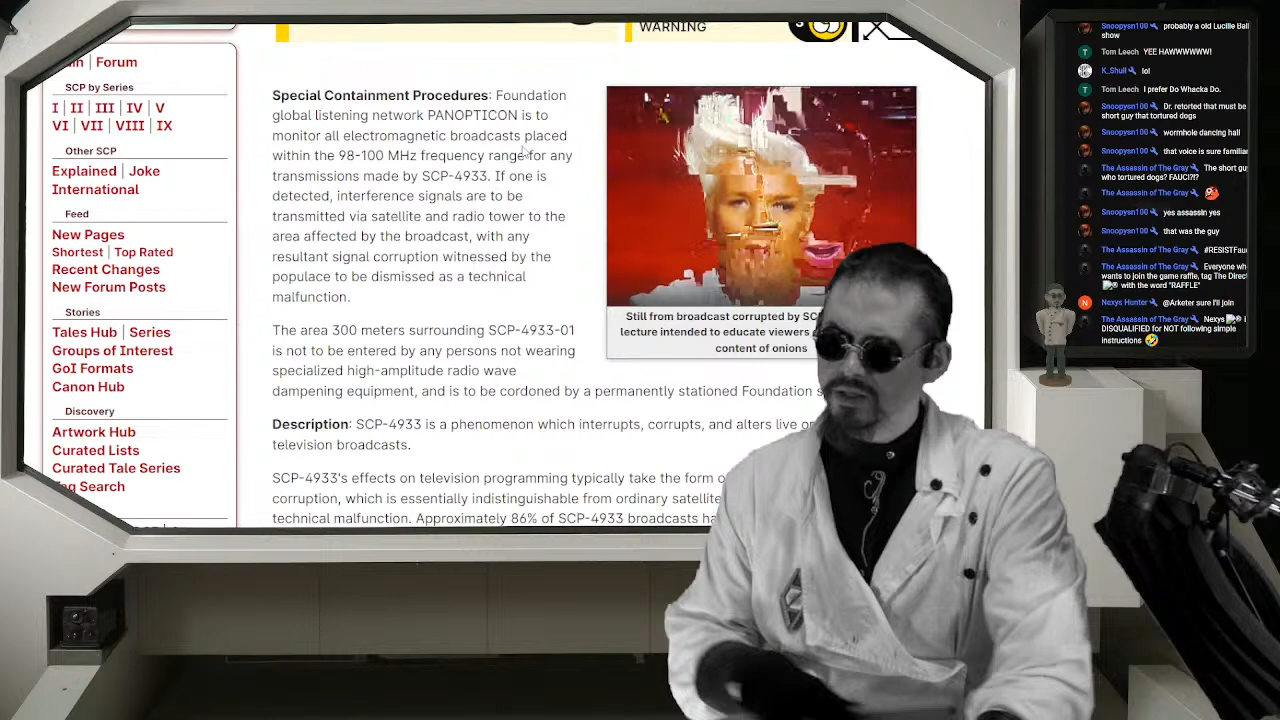 WARNING
Forum
SCP by Series
I | II | III | IV | V
VI | VII | VIII | IX
Other SCP
Explained | Joke
International
Feed
New Pages
Shortest | Top Rated
Recent Changes
New Forum Posts
Stories
Tales Hub | Series
Groups of Interest
GoI Formats
Canon Hub
Discovery
Artwork Hub
Curated Lists
Curated Tale Series
Tag Search
Special Containment Procedures: Foundation
global listening network PANOPTICON is to
monitor all electromagnetic broadcasts placed
within the 98-100 MHz frequency range for any
transmissions made by SCP-4933. If one is
detected, interference signals are to be
transmitted via satellite and radio tower to the
area affected by the broadcast, with any
resultant signal corruption witnessed by the
populace to be dismissed as a technical
malfunction.
Still from broadcast corrupted by
lecture intended to educate viewers
content of onions
The area 300 meters surrounding SCP-4933-01
is not to be entered by any persons not wearing
specialized high-amplitude radio wave
dampening equipment, and is to be cordoned by a permanently stationed Foundation
Description: SCP-4933 is a phenomenon which interrupts, corrupts, and alters live
television broadcasts.
SCP-4933's effects on television programming typically take the form
corruption, which is essentially indistinguishable from ordinary satellite
technical malfunction. Approximately 86% of SCP-4933 broadcasts
Snoopysn100 probably a old Lucille Ball
show
Tom Leech YEE HAWWWWWW!
K_Shull lol
Tom Leech I prefer Do Whacka Do.
Snoopysn100 Dr. retorted that must be
short guy that tortured dogs
Snoopysn100 wormhole dancing hall
Snoopysn100 that voice is sure familiar
The Assassin of The Gray The short guy
who tortured dogs? FAUCI?!?
The Assassin of The Gray
Snoopysn100 yes assassin yes
Snoopysn100 that was the guy
The Assassin of The Gray
The Assassin of The Gray Everyone who
wants to join the game raffle, tag The
with the word "RAFFLE"
Nexys Hunter @Arketer sure I'll join
The Assassin of The Gray Nexys
DISQUALIFIED for NOT following simple
instructions